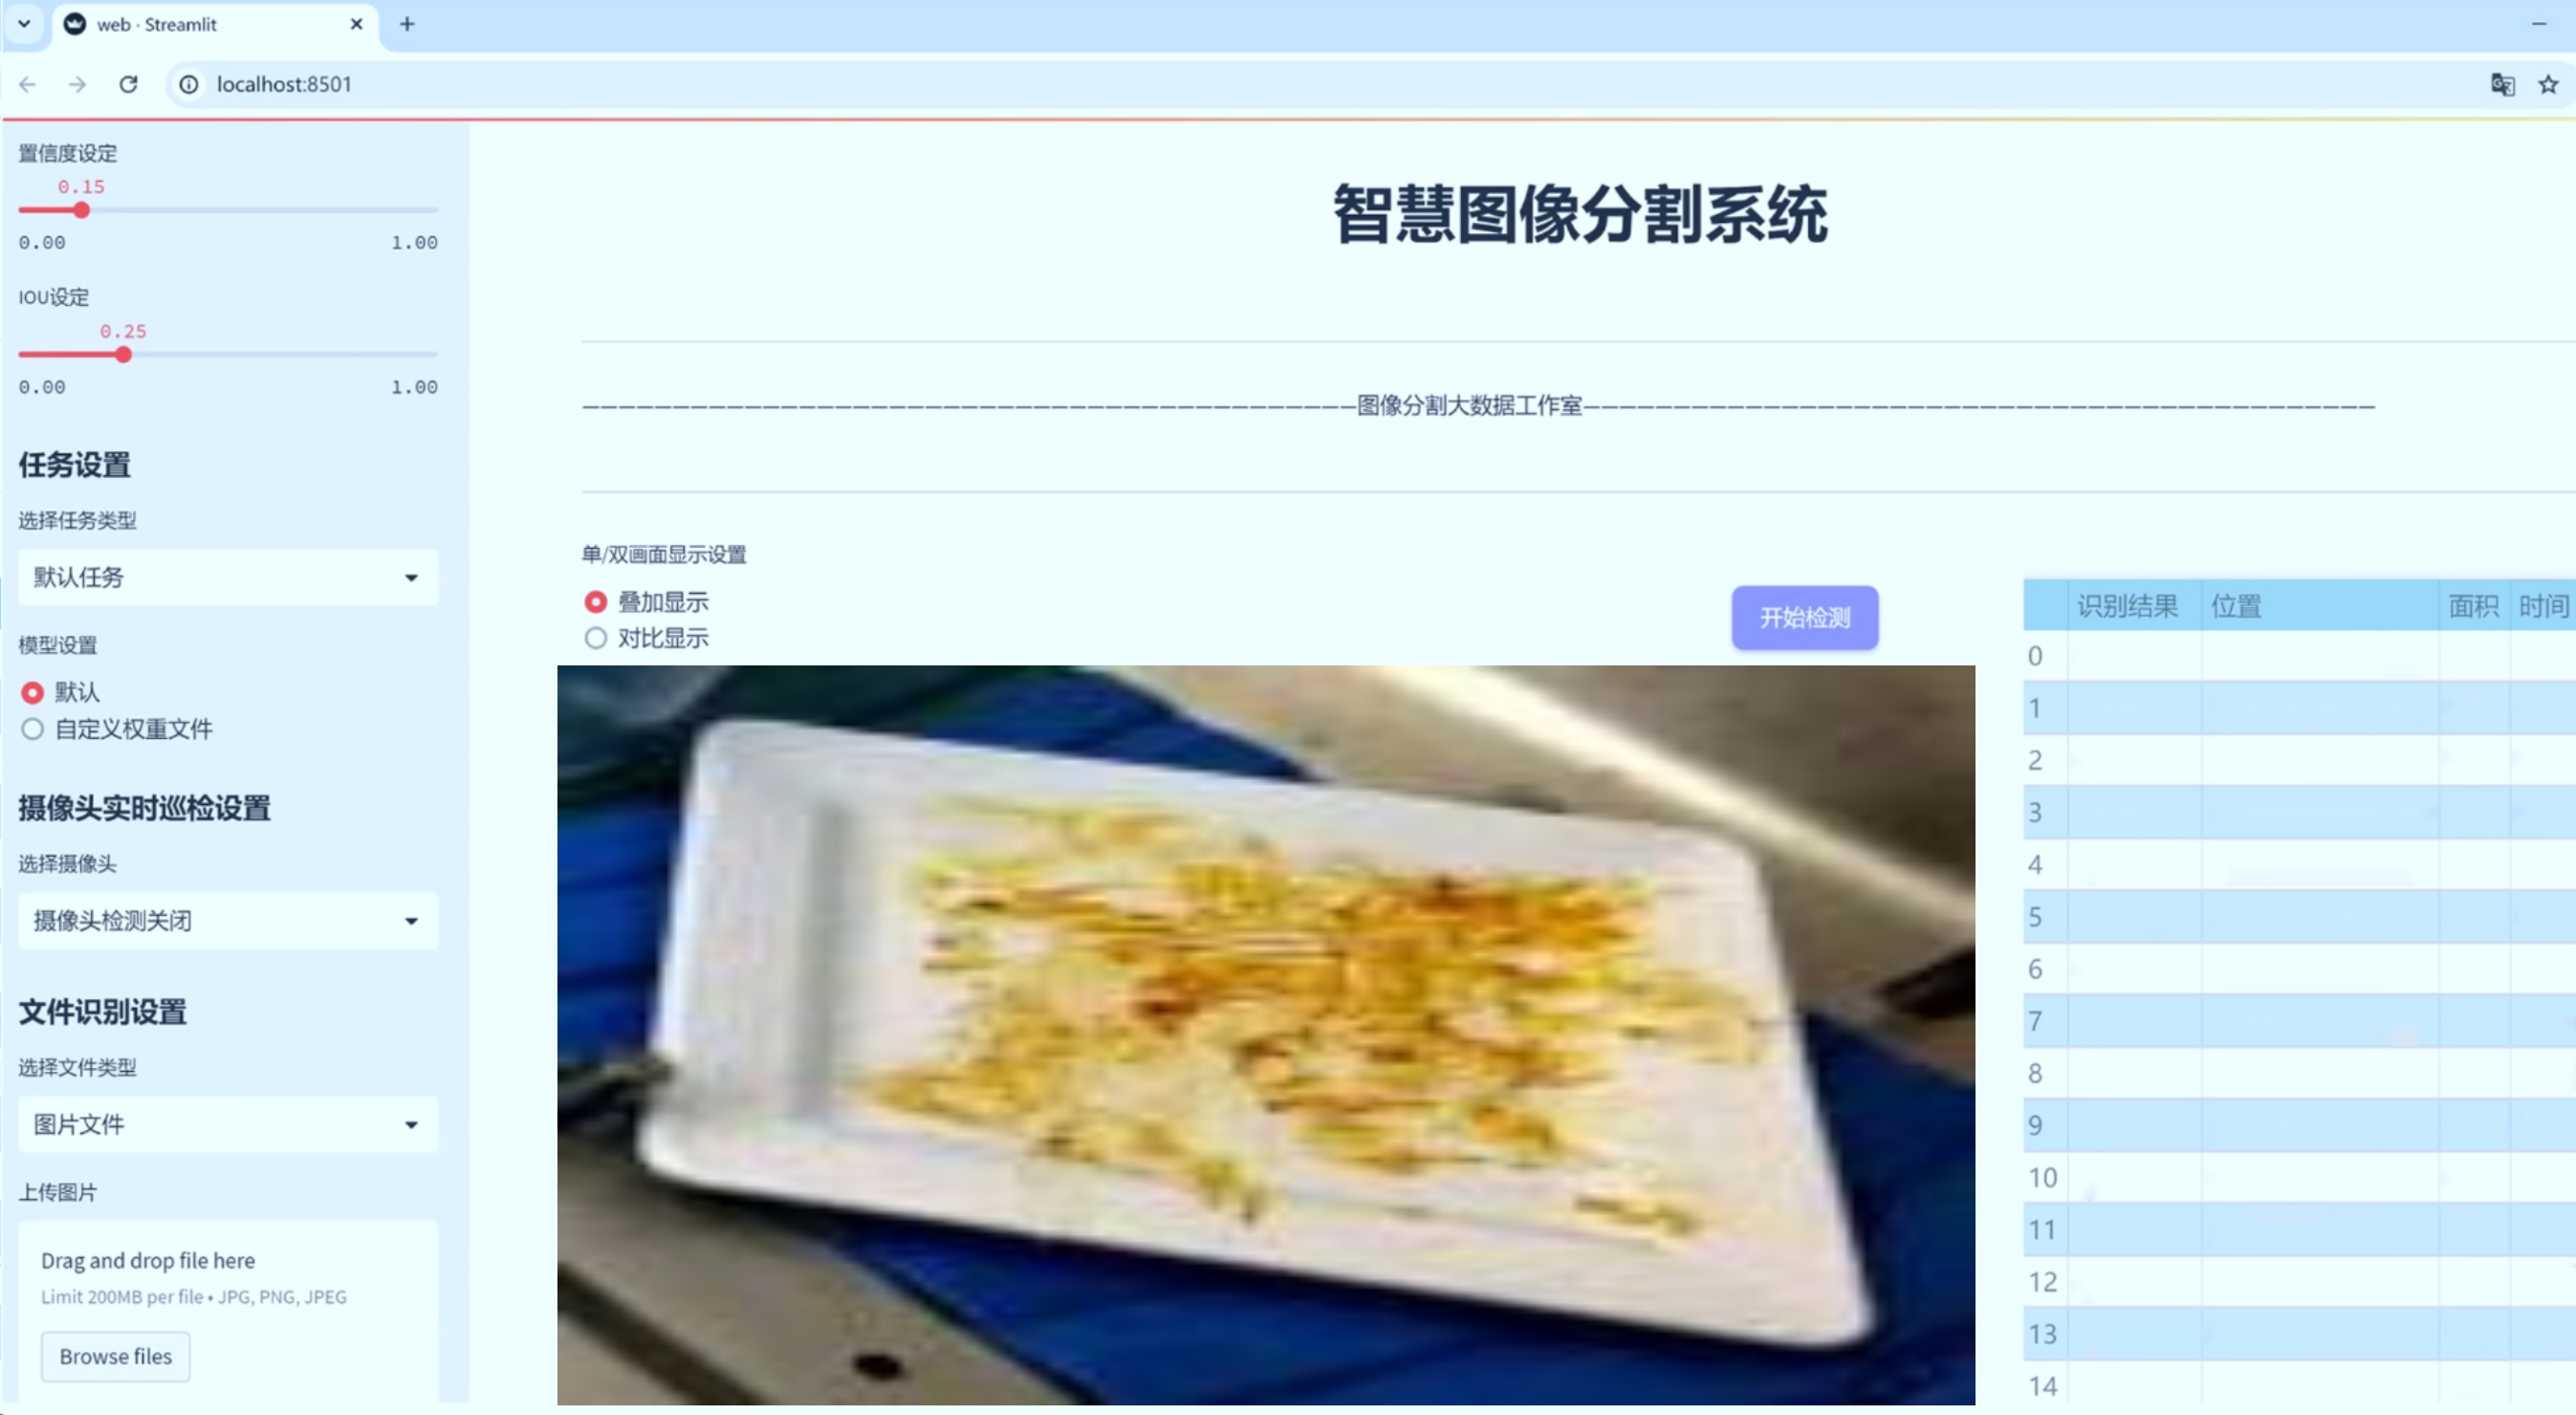 web · Streamlit
localhost:8501
置信度设定
0.15
0.00 1.00
IOU设定
0.25
0.00 1.00
任务设置
选择任务类型
默认任务
模型设置
默认
自定义权重文件
摄像头实时巡检设置
选择摄像头
摄像头检测关闭
文件识别设置
选择文件类型
图片文件
上传图片
Drag and drop file here
Limit 200MB per file • JPG, PNG, JPEG
Browse files
智慧图像分割系统
———————————————————————————————————————————图像分割大数据工作室————————————————————————————————————————————
单/双画面显示设置
叠加显示
对比显示
开始检测
识别结果 位置 面积 时间
0
1
2
3
4
5
6
7
8
9
10
11
12
13
14